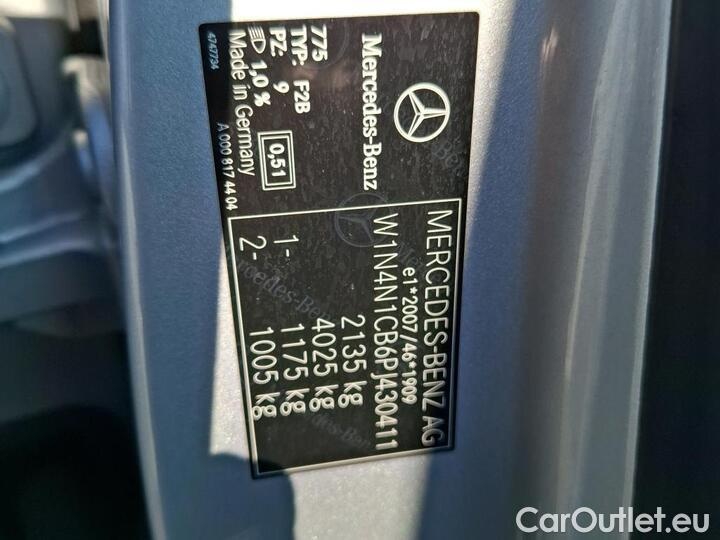 MERCEDES-BENZ AG
e1*2007/46*1909
W1N4N1CB6PJ430411
2135 kg
4025 kg
1- 1175 kg
2- 1005 kg
Mercedes-Benz
775
TYP: F2B
PZ: 9
1,0 % 0,51
Made in Germany
4747734 A 000 817 44 04
CarOutlet.eu